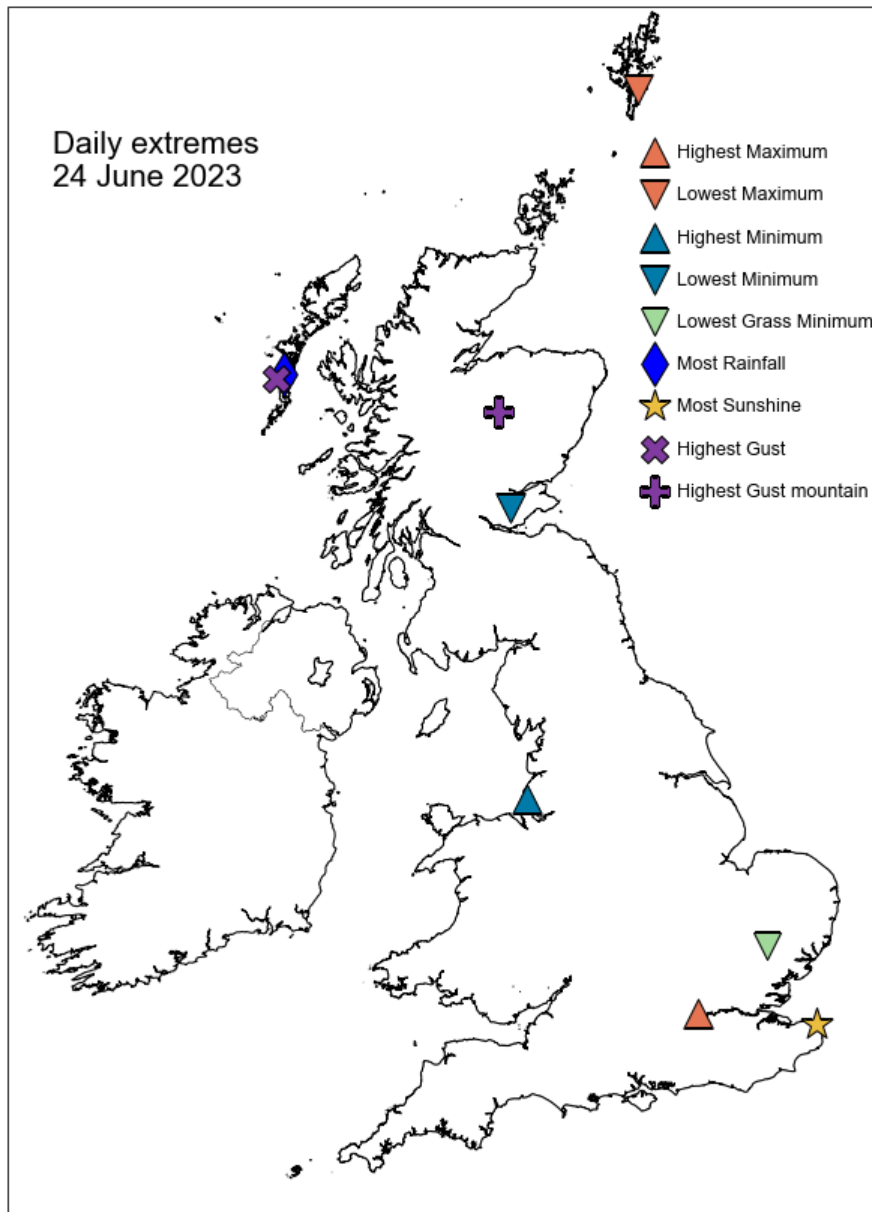 Daily extremes
24 June 2023
Highest Maximum
Lowest Maximum
Highest Minimum
Lowest Minimum
Lowest Grass Minimum
Most Rainfall
Most Sunshine
Highest Gust
Highest Gust mountain